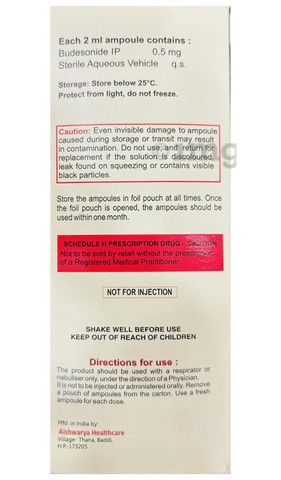 Each 2 ml ampoule contains :
Budesonide IP 0.5 mg
Sterile Aqueous Vehicle q.s.
Storage: Store below 25°C.
Protect from light, do not freeze.
Caution: Even invisible damage to ampoule
caused during storage or transit may result
in contamination. Do not use, and return for
replacement if the solution is discoloured,
leak found on squeezing or contains visible
black particles.
Store the ampoules in foil pouch at all times. Once
the foil pouch is opened, the ampoules should be
used within one month.
SCHEDULE H PRESCRIPTION DRUG - CAUTION
Not to be sold by retail without the prescription
of a Registered Medical Practitioner.
NOT FOR INJECTION
SHAKE WELL BEFORE USE
KEEP OUT OF REACH OF CHILDREN
Directions for use :
The product should be used with a respirator or
nebuliser only, under the direction of a Physician.
It is not to be injected or administered orally. Remove
a pouch of ampoules from the carton. Use a fresh
ampoule for each dose.
Mfd. in India by:
Aishwarya Healthcare
Village- Thana, Baddi,
H.P.-173205